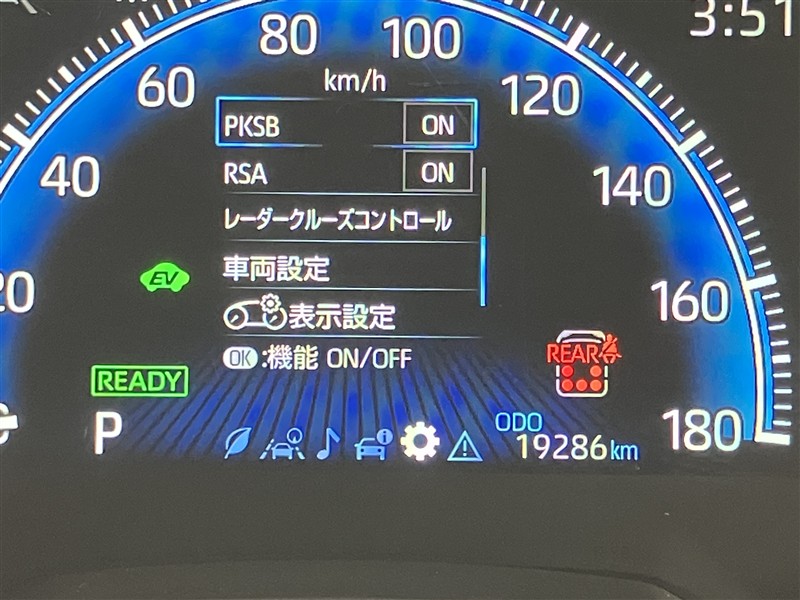 3:51
80
100
60
km/h
120
PKSB ON
40
RSA ON
140
レーダークルーズコントロール
EV
車両設定
20
160
表示設定
REAR
OK:機能 ON/OFF
READY
P
ODO
19286km
180